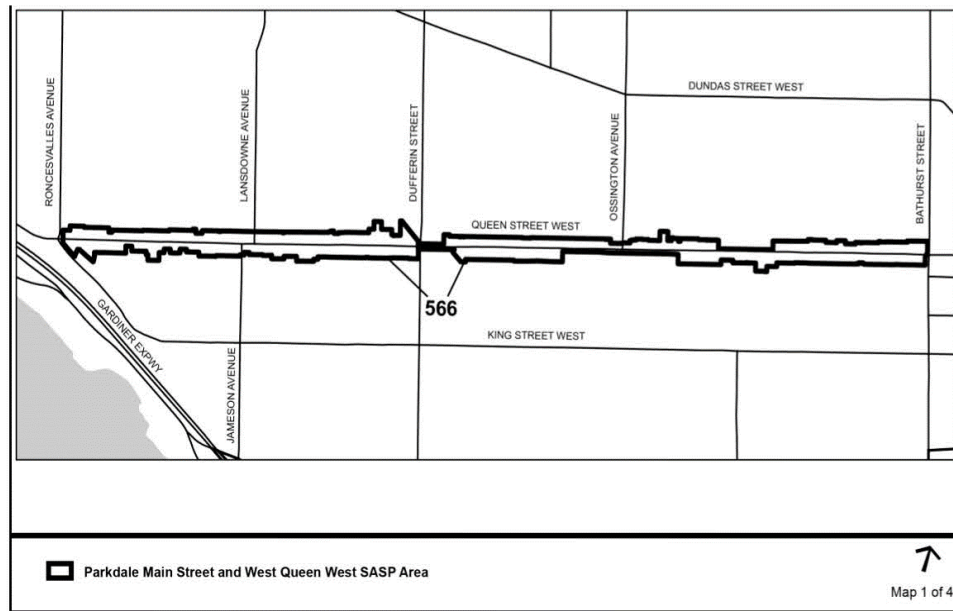 RONCESVALLES AVENUE
LANSDOWNE AVENUE
DUFFERIN STREET
DUNDAS STREET WEST
OSSINGTON AVENUE
BATHURST STREET
QUEEN STREET WEST
566
GARDINER EXPWY
JAMESON AVENUE
KING STREET WEST
Parkdale Main Street and West Queen West SASP Area
Map 1 of 4